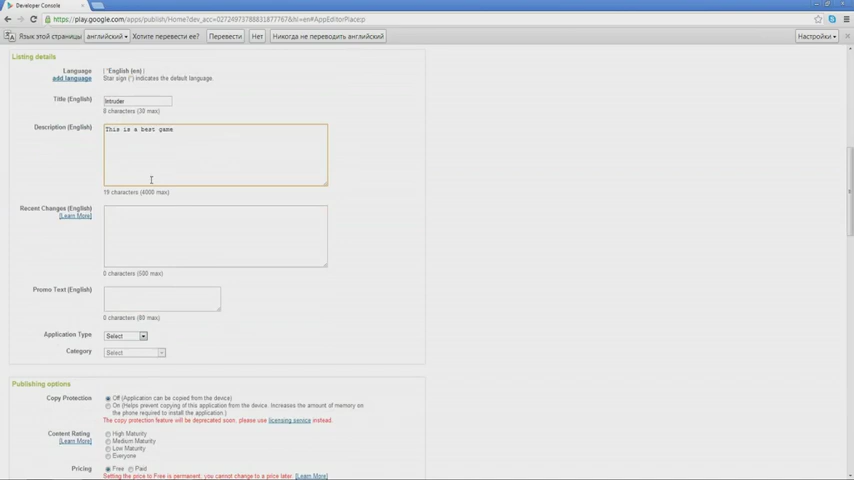 Developer Console
https://play.google.com/apps/publish/Home?dev_acc=02724973788831877767&hl=en#AppEditorPlace:p
Язык этой страницы английский Хотите перевести ее? Перевести Нет Никогда не переводить английский Настройки
Listing details
Language | *English (en) |
add language Star sign (*) indicates the default language.
Title (English) Intruder
8 characters (30 max)
Description (English) This is a best game
19 characters (4000 max)
Recent Changes (English)
[Learn More]
0 characters (500 max)
Promo Text (English)
0 characters (80 max)
Application Type Select
Category Select
Publishing options
Copy Protection Off (Application can be copied from the device)
On (Helps prevent copying of this application from the device. Increases the amount of memory on
the phone required to install the application.)
The copy protection feature will be deprecated soon, please use licensing service instead.
Content Rating High Maturity
[Learn More] Medium Maturity
Low Maturity
Everyone
Pricing Free Paid
Setting the price to Free is permanent, you cannot change to a price later. [Learn More]